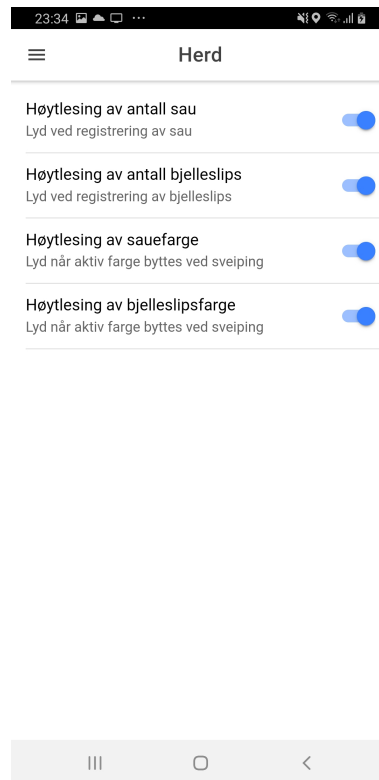 23:34
Herd
Høytlesing av antall sau
Lyd ved registrering av sau
Høytlesing av antall bjelleslips
Lyd ved registrering av bjelleslips
Høytlesing av sauefarge
Lyd når aktiv farge byttes ved sveiping
Høytlesing av bjelleslipsfarge
Lyd når aktiv farge byttes ved sveiping